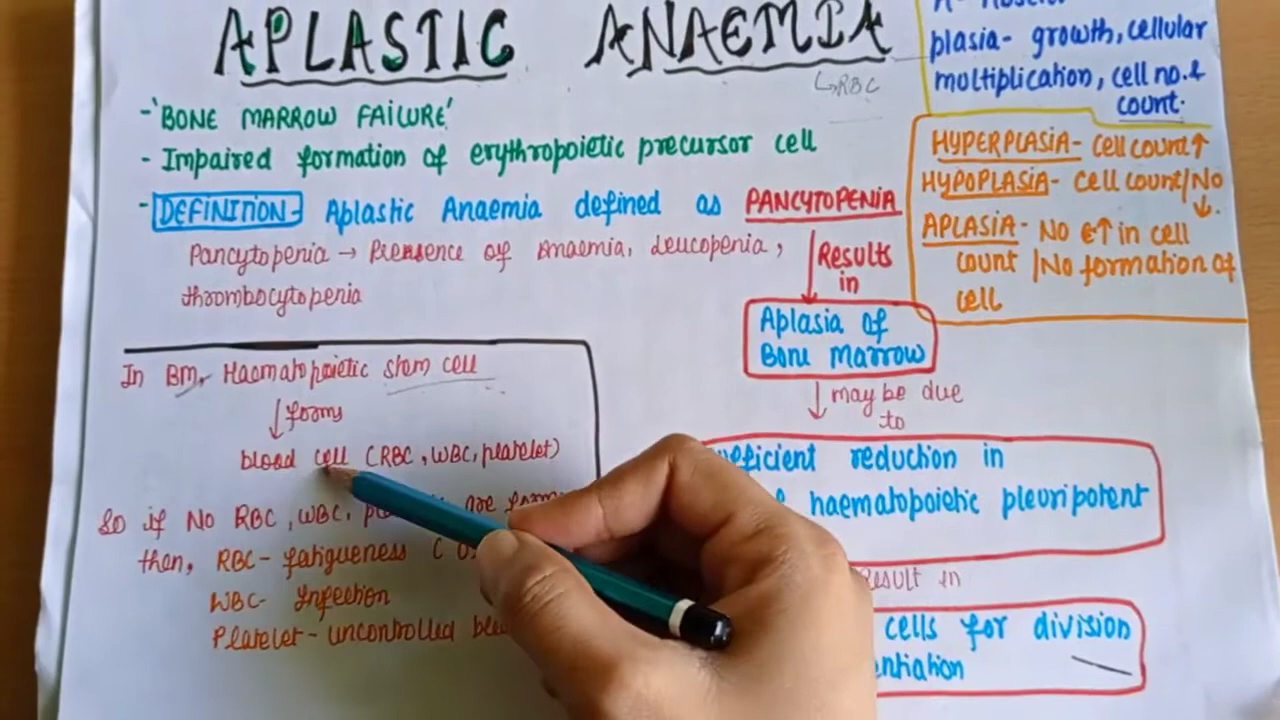 APLASTIC ANAEMIA
↳RBC
-'BONE MARROW FAILURE'
- Impaired formation of erythropoietic precursor cell
- DEFINITION- Aplastic Anaemia defined as PANCYTOPENIA
Pancytopenia → Presence of Anaemia, Leucopenia,
thrombocytopenia
In BM, Haematopoietic stem cell
↓ forms
blood cell (RBC, WBC, platelet)
So if No RBC, WBC, are
then, RBC- fatigueness (
WBC- Infection
Platelet- uncontrolled
plasia- growth, cellular
multiplication, cell no. &
count.
HYPERPLASIA- cell count ↑
HYPOPLASIA- cell count/No
↓.
APLASIA- No ↑ in cell
count /No formation of
cell
↓ Results
in
Aplasia of
Bone Marrow
↓ may be due
to
reduction in
haematopoietic pleuripotent
Result in
cells for division